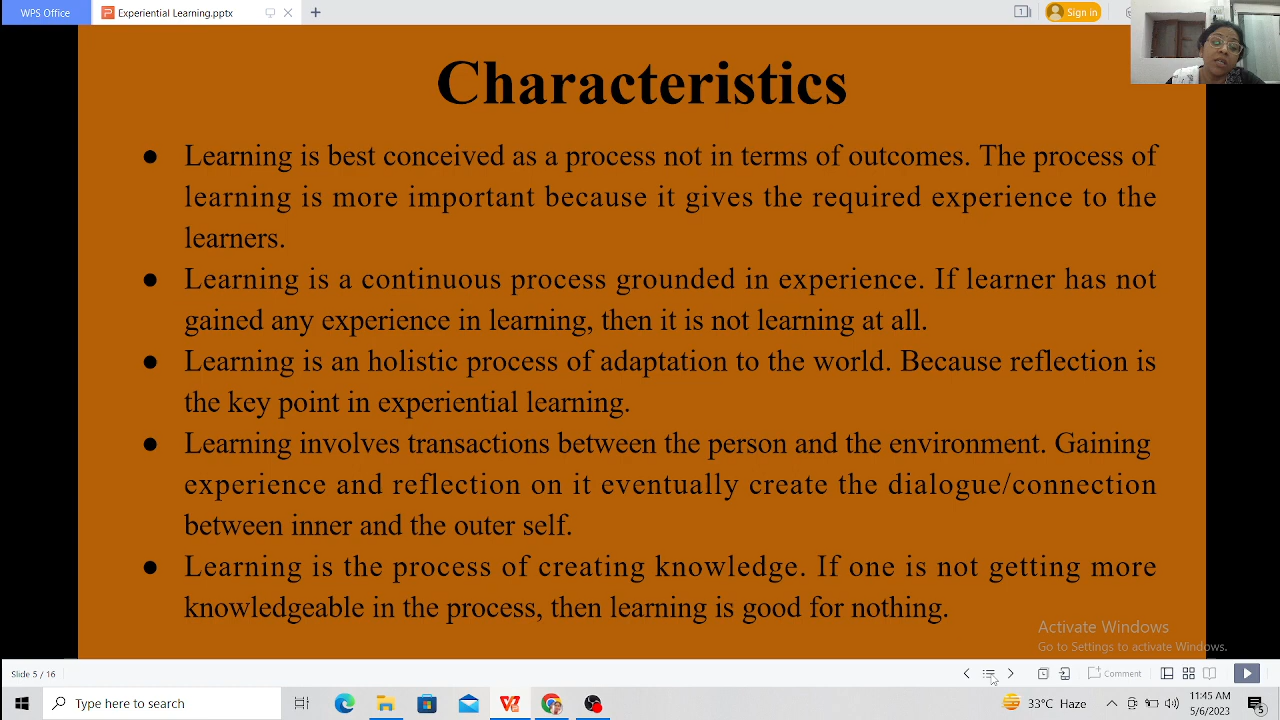 WPS Office
Experiential Learning.pptx
1
Sign in
Characteristics
● Learning is best conceived as a process not in terms of outcomes. The process of
learning is more important because it gives the required experience to the
learners.
● Learning is a continuous process grounded in experience. If learner has not
gained any experience in learning, then it is not learning at all.
● Learning is an holistic process of adaptation to the world. Because reflection is
the key point in experiential learning.
● Learning involves transactions between the person and the environment. Gaining
experience and reflection on it eventually create the dialogue/connection
between inner and the outer self.
● Learning is the process of creating knowledge. If one is not getting more
knowledgeable in the process, then learning is good for nothing.
Activate Windows
Go to Settings to activate Windows.
Slide 5 / 16
Comment
Type here to search
33°C Haze
11:45 AM
5/6/2023
5